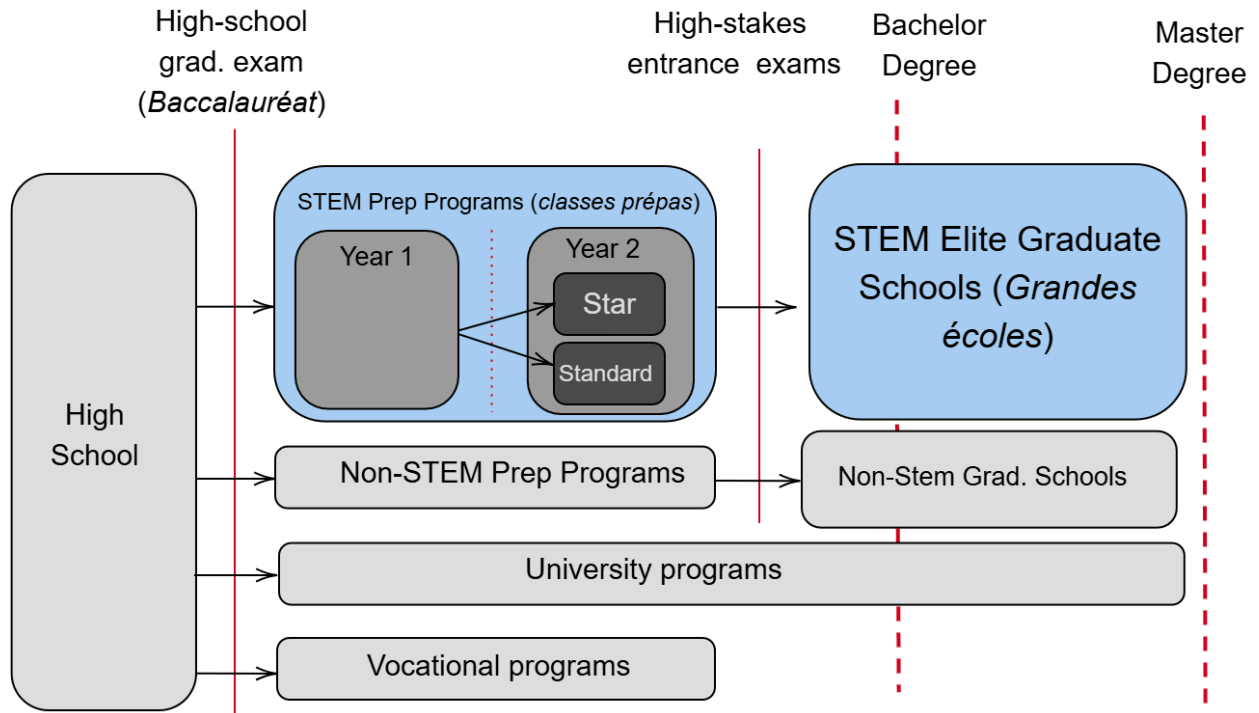 High-school
grad. exam
(Baccalauréat)
High-stakes
entrance exams
Bachelor
Degree
Master
Degree
High
School
STEM Prep Programs (classes prépas)
Year 1
Year 2
Star
Standard
STEM Elite Graduate
Schools (Grandes
écoles)
Non-STEM Prep Programs
Non-Stem Grad. Schools
University programs
Vocational programs